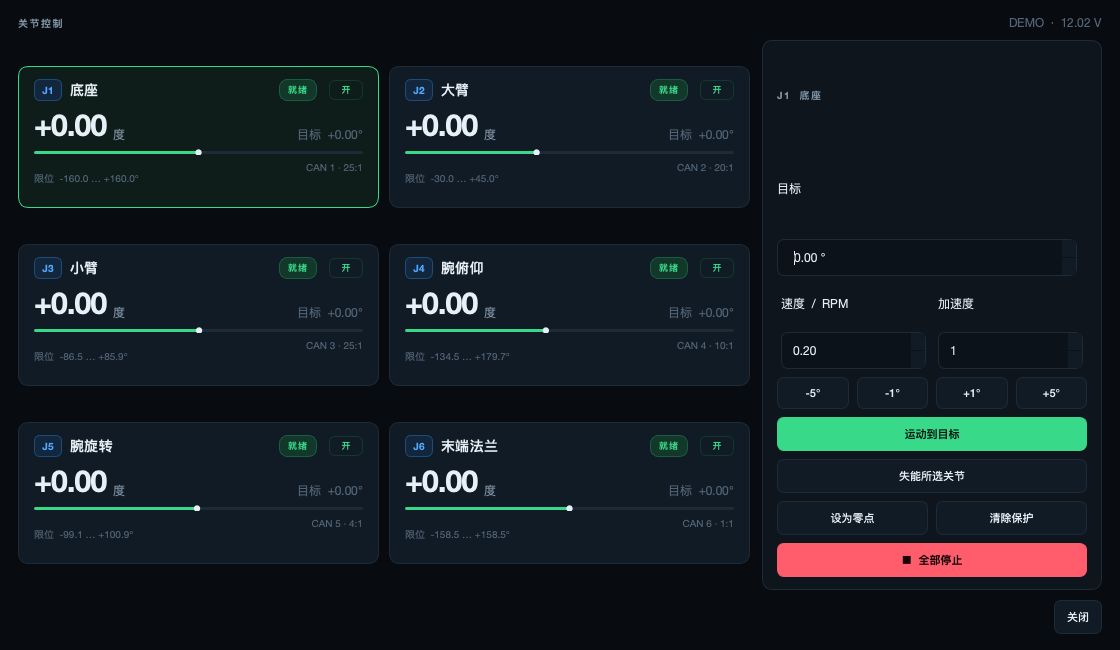 关节控制
DEMO · 12.02 V
J1 底座 就绪 开
+0.00 度 目标 +0.00°
CAN 1 · 25:1
限位 -160.0 … +160.0°
J2 大臂 就绪 开
+0.00 度 目标 +0.00°
CAN 2 · 20:1
限位 -30.0 … +45.0°
J3 小臂 就绪 开
+0.00 度 目标 +0.00°
CAN 3 · 25:1
限位 -86.5 … +85.9°
J4 腕俯仰 就绪 开
+0.00 度 目标 +0.00°
CAN 4 · 10:1
限位 -134.5 … +179.7°
J5 腕旋转 就绪 开
+0.00 度 目标 +0.00°
CAN 5 · 4:1
限位 -99.1 … +100.9°
J6 末端法兰 就绪 开
+0.00 度 目标 +0.00°
CAN 6 · 1:1
限位 -158.5 … +158.5°
J1 底座
目标
0.00 °
速度 / RPM 加速度
0.20 1
-5° -1° +1° +5°
运动到目标
失能所选关节
设为零点 清除保护
■ 全部停止
关闭